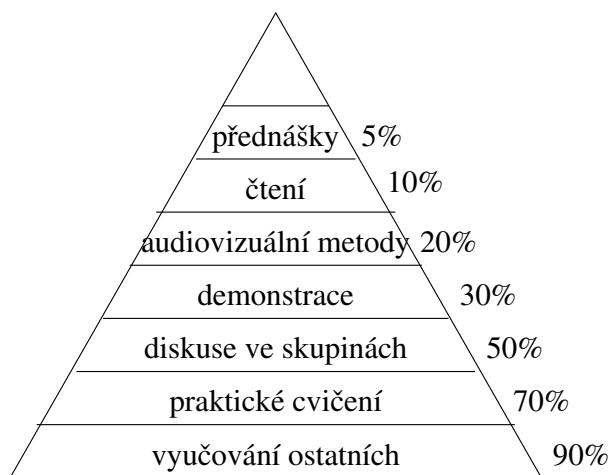 přednášky 5%
čtení 10%
audiovizuální metody 20%
demonstrace 30%
diskuse ve skupinách 50%
praktické cvičení 70%
vyučování ostatních 90%